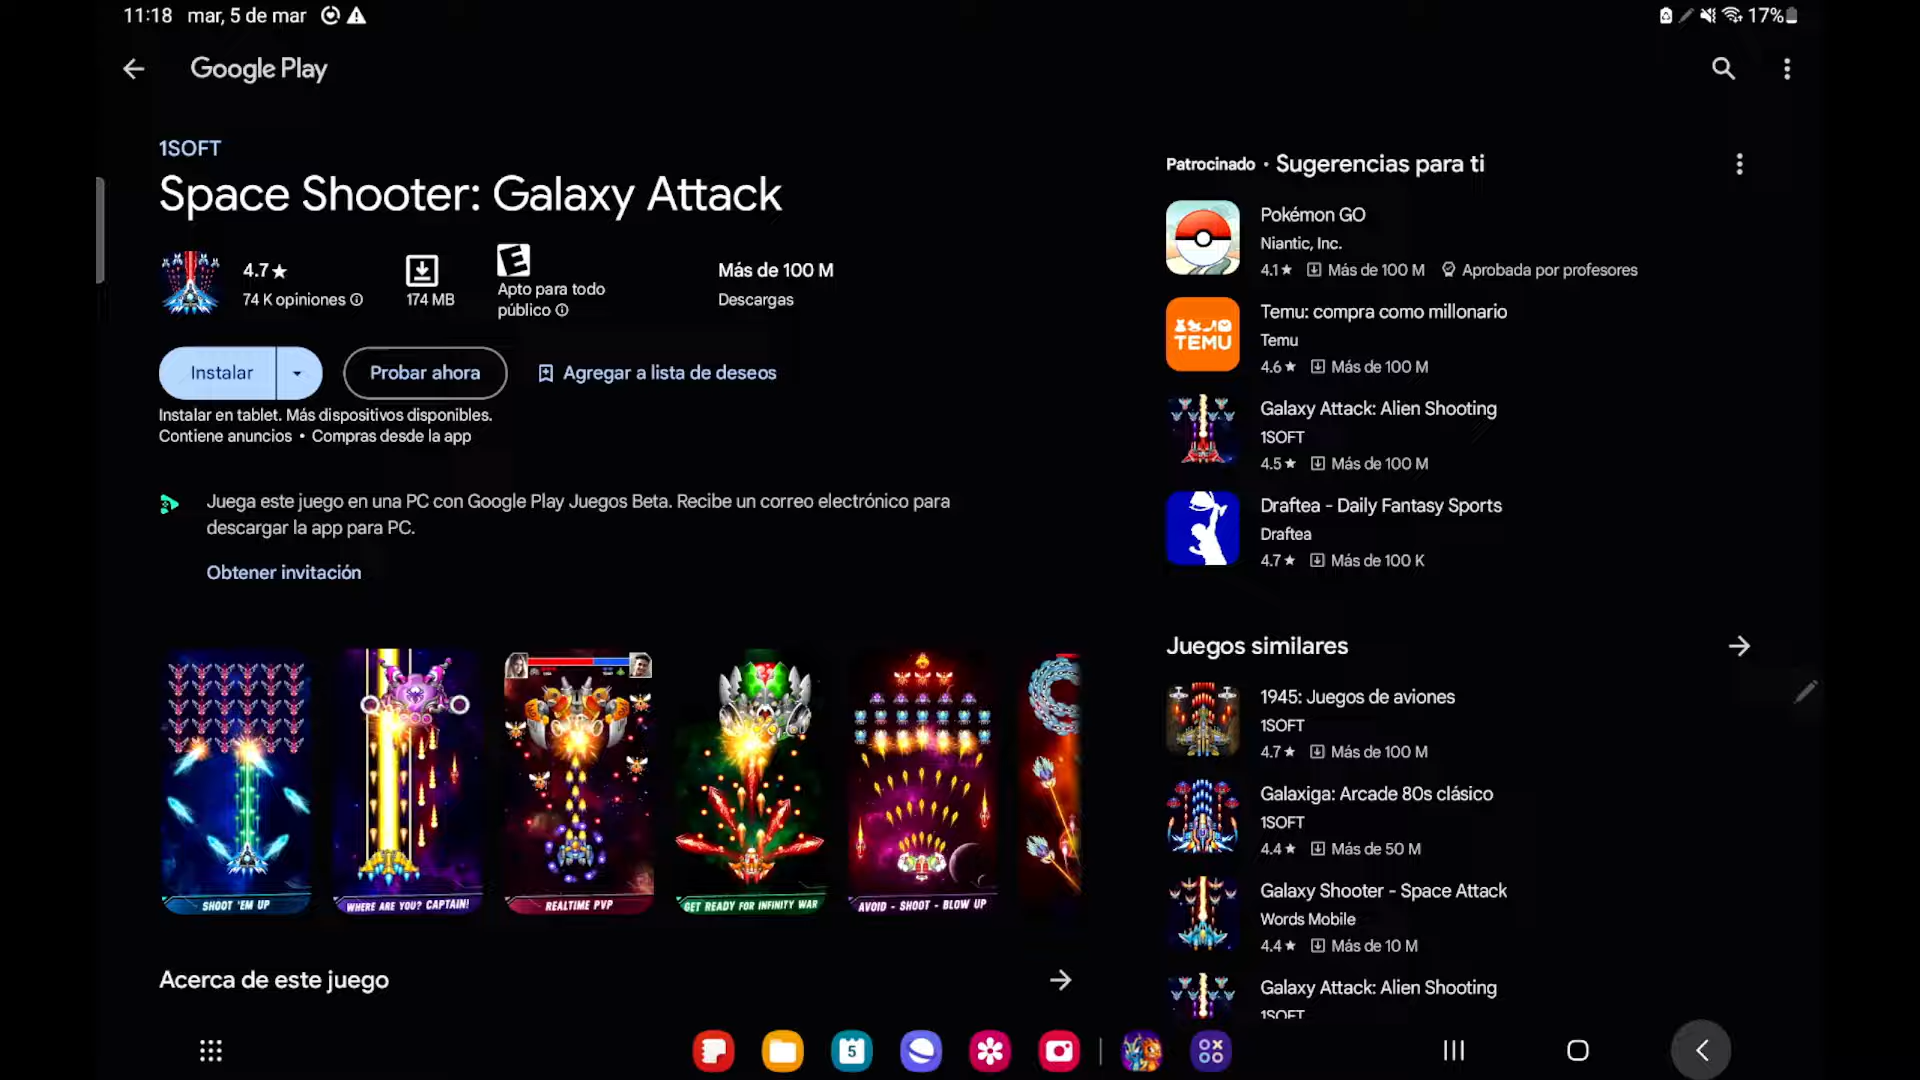 11:18 mar, 5 de mar
17%
Google Play
1SOFT
Space Shooter: Galaxy Attack
4.7★
74 K opiniones
174 MB
E
Apto para todo
público
Más de 100 M
Descargas
Instalar
Probar ahora
Agregar a lista de deseos
Instalar en tablet. Más dispositivos disponibles.
Contiene anuncios • Compras desde la app
Juega este juego en una PC con Google Play Juegos Beta. Recibe un correo electrónico para
descargar la app para PC.
Obtener invitación
SHOOT 'EM UP
WHERE ARE YOU? CAPTAIN!
REALTIME PVP
GET READY FOR INFINITY WAR
AVOID - SHOOT - BLOW UP
Acerca de este juego
Patrocinado · Sugerencias para ti
Pokémon GO
Niantic, Inc.
4.1★ Más de 100 M Aprobada por profesores
TEMU
Temu: compra como millonario
Temu
4.6★ Más de 100 M
Galaxy Attack: Alien Shooting
1SOFT
4.5★ Más de 100 M
Draftea - Daily Fantasy Sports
Draftea
4.7★ Más de 100 K
Juegos similares
1945: Juegos de aviones
1SOFT
4.7★ Más de 100 M
Galaxiga: Arcade 80s clásico
1SOFT
4.4★ Más de 50 M
Galaxy Shooter - Space Attack
Words Mobile
4.4★ Más de 10 M
Galaxy Attack: Alien Shooting
1SOFT
5